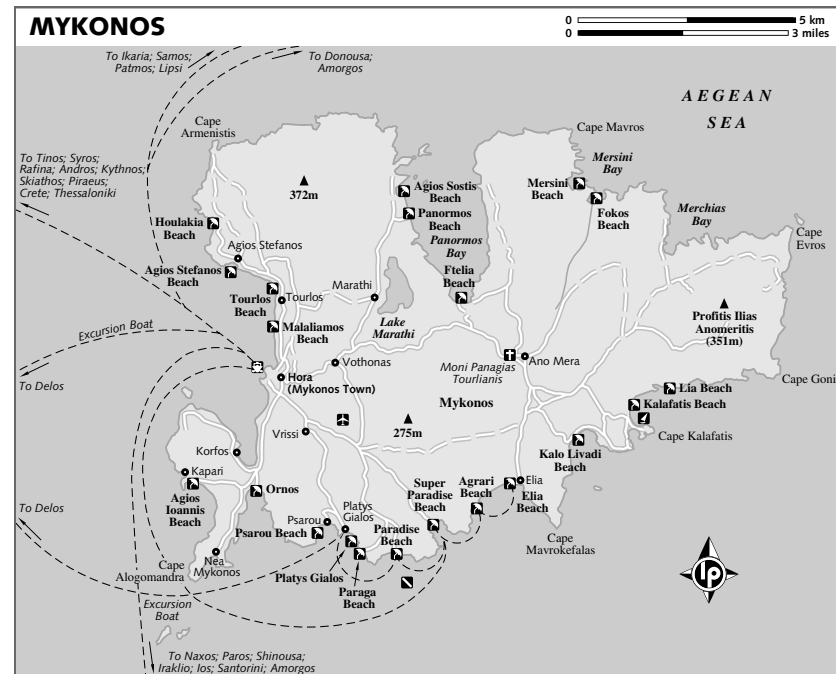 MYKONOS
0 5 km
0 3 miles
To Ikaria; Samos;
Patmos; Lipsi
To Donousa;
Amorgos
AEGEAN
SEA
Cape
Armenistis
Cape Mavros
Mersini
Bay
To Tinos; Syros;
Rafina; Andros; Kythnos;
Skiathos; Piraeus;
Crete; Thessaloniki
372m
Agios Sostis
Beach
Mersini
Beach
Panormos
Beach
Fokos
Beach
Merchias
Bay
Houlakia
Beach
Panormos
Bay
Cape
Evros
Agios Stefanos
Agios Stefanos
Beach
Ftelia
Beach
Marathi
Tourlos
Beach
Tourlos
Lake
Marathi
Profitis Ilias
Anomeritis
(351m)
Malaliamos
Beach
Excursion Boat
Vothonas
Moni Panagias
Tourlianis
Ano Mera
To Delos
Hora
(Mykonos Town)
Cape Goni
Lia Beach
Mykonos
Kalafatis Beach
275m
Vrissi
Cape Kalafatis
Korfos
Kalo Livadi
Beach
Kapari
Agios
Ioannis
Beach
Ornos
Super
Paradise
Beach
Agrari
Beach
Elia
Elia
Beach
To Delos
Platys
Gialos
Psarou
Psarou Beach
Paradise
Beach
Cape
Mavrokefalas
Cape
Alogomandra
Nea
Mykonos
Platys Gialos
Paraga
Beach
lp
Excursion
Boat
To Naxos; Paros; Shinousa;
Iraklio; Ios; Santorini; Amorgos